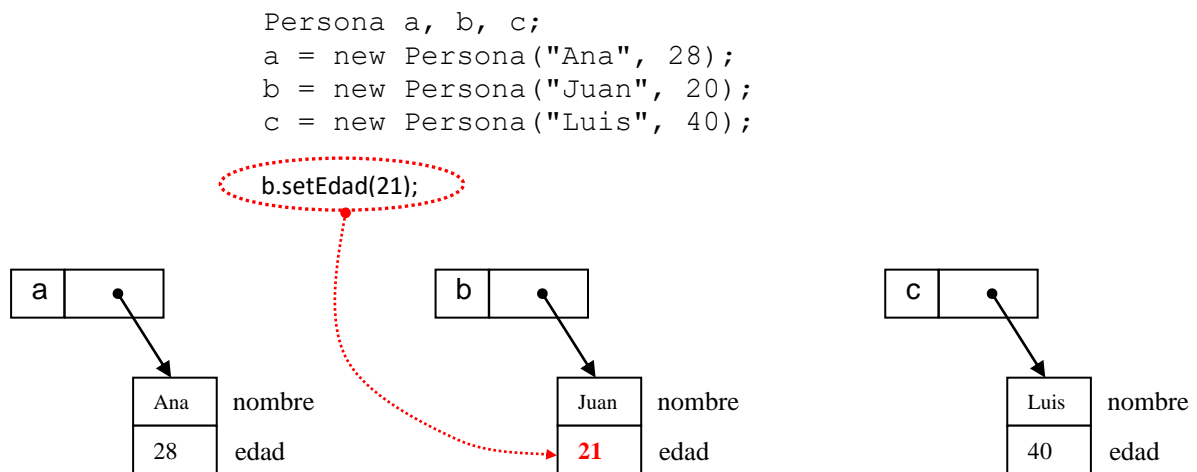 Persona a, b, c;
a = new Persona("Ana", 28);
b = new Persona("Juan", 20);
c = new Persona("Luis", 40);
b.setEdad(21);
a b c
Ana nombre Juan nombre Luis nombre
28 edad 21 edad 40 edad